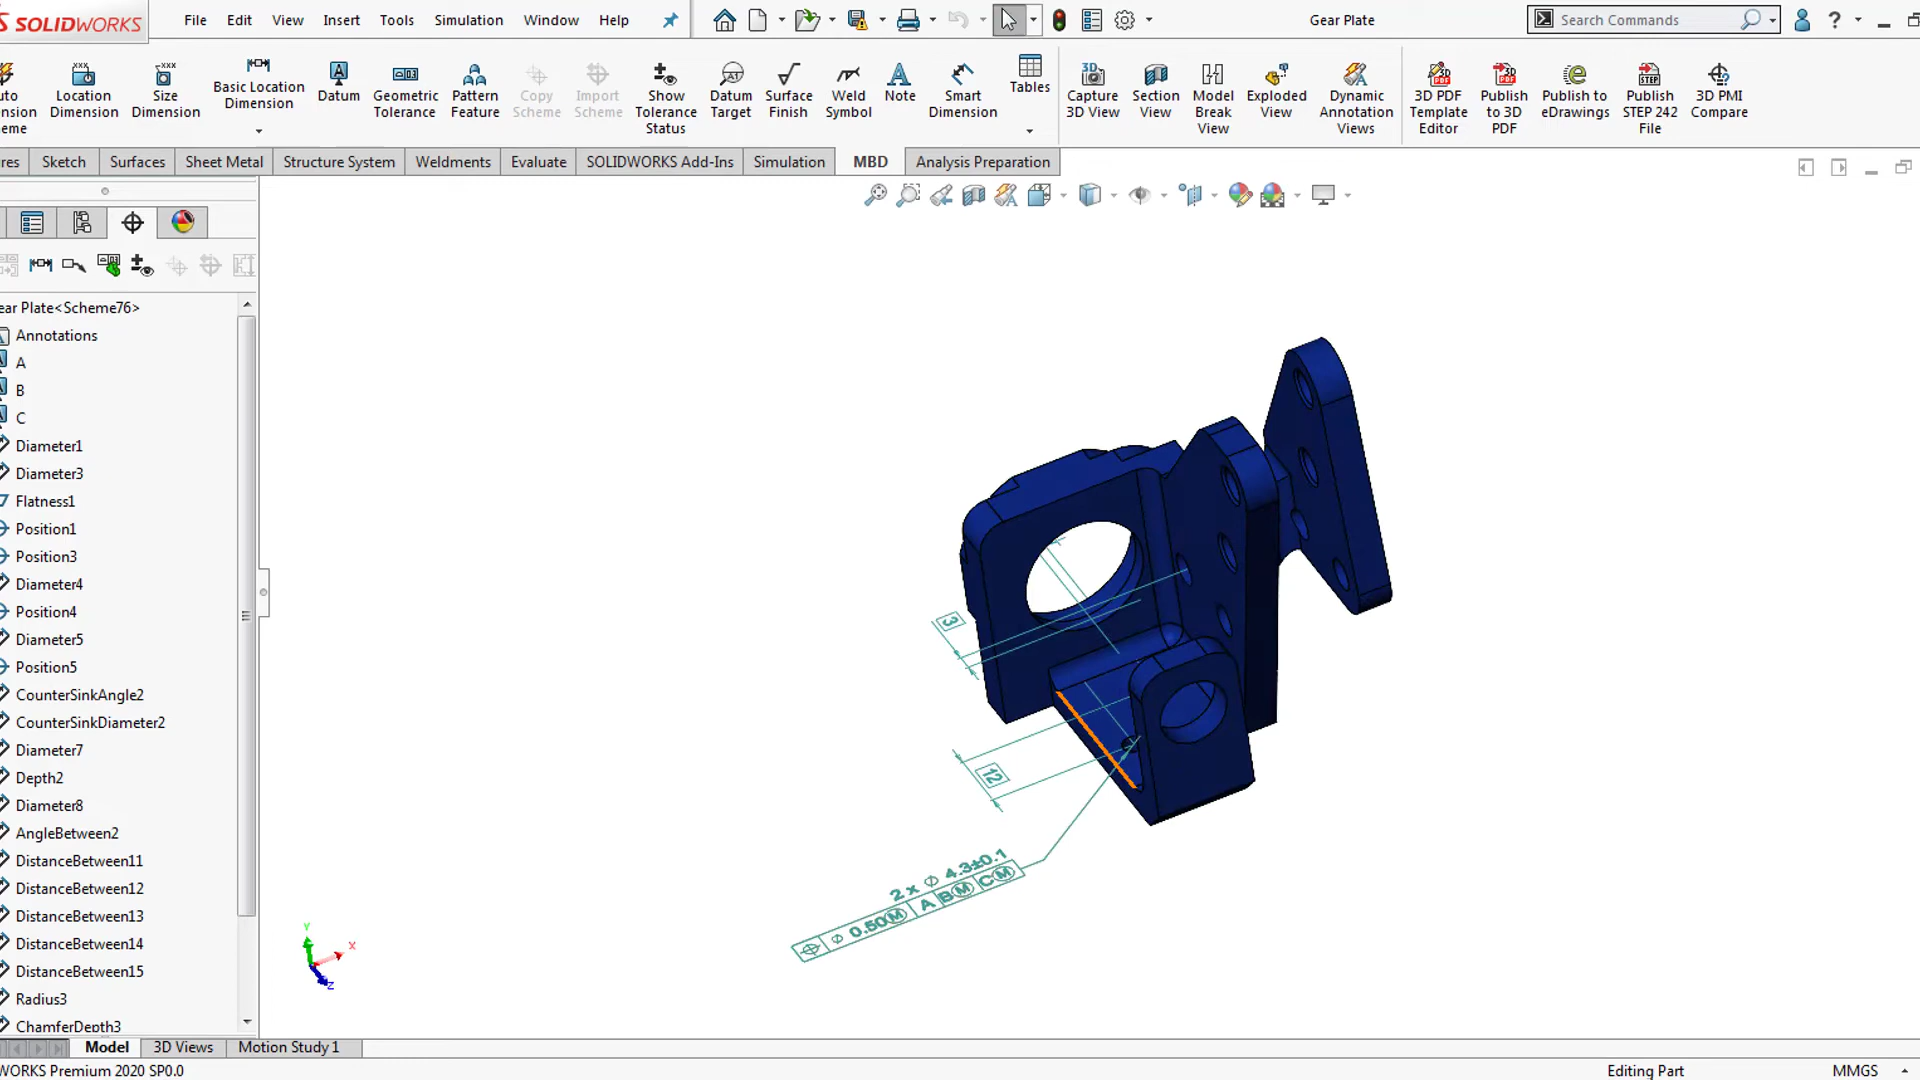 SOLIDWORKS
File Edit View Insert Tools Simulation Window Help
Gear Plate
Search Commands
uto
ension
eme
Location
Dimension
Size
Dimension
Basic Location
Dimension
Datum
Geometric
Tolerance
Pattern
Feature
Copy
Scheme
Import
Scheme
Show
Tolerance
Status
Datum
Target
Surface
Finish
Weld
Symbol
Note
Smart
Dimension
Tables
Capture
3D View
Section
View
Model
Break
View
Exploded
View
Dynamic
Annotation
Views
3D PDF
Template
Editor
Publish
to 3D
PDF
Publish to
eDrawings
Publish
STEP 242
File
3D PMI
Compare
res Sketch Surfaces Sheet Metal Structure System Weldments Evaluate SOLIDWORKS Add-Ins Simulation MBD Analysis Preparation
ear Plate<Scheme76>
Annotations
A
B
C
Diameter1
Diameter3
Flatness1
Position1
Position3
Diameter4
Position4
Diameter5
Position5
CounterSinkAngle2
CounterSinkDiameter2
Diameter7
Depth2
Diameter8
AngleBetween2
DistanceBetween11
DistanceBetween12
DistanceBetween13
DistanceBetween14
DistanceBetween15
Radius3
ChamferDepth3
3
12
2 x ∅ 4.3±0.1
⌖ ∅ 0.50Ⓜ A BⓂ CⓂ
Y
X
Z
Model 3D Views Motion Study 1
WORKS Premium 2020 SP0.0
Editing Part
MMGS